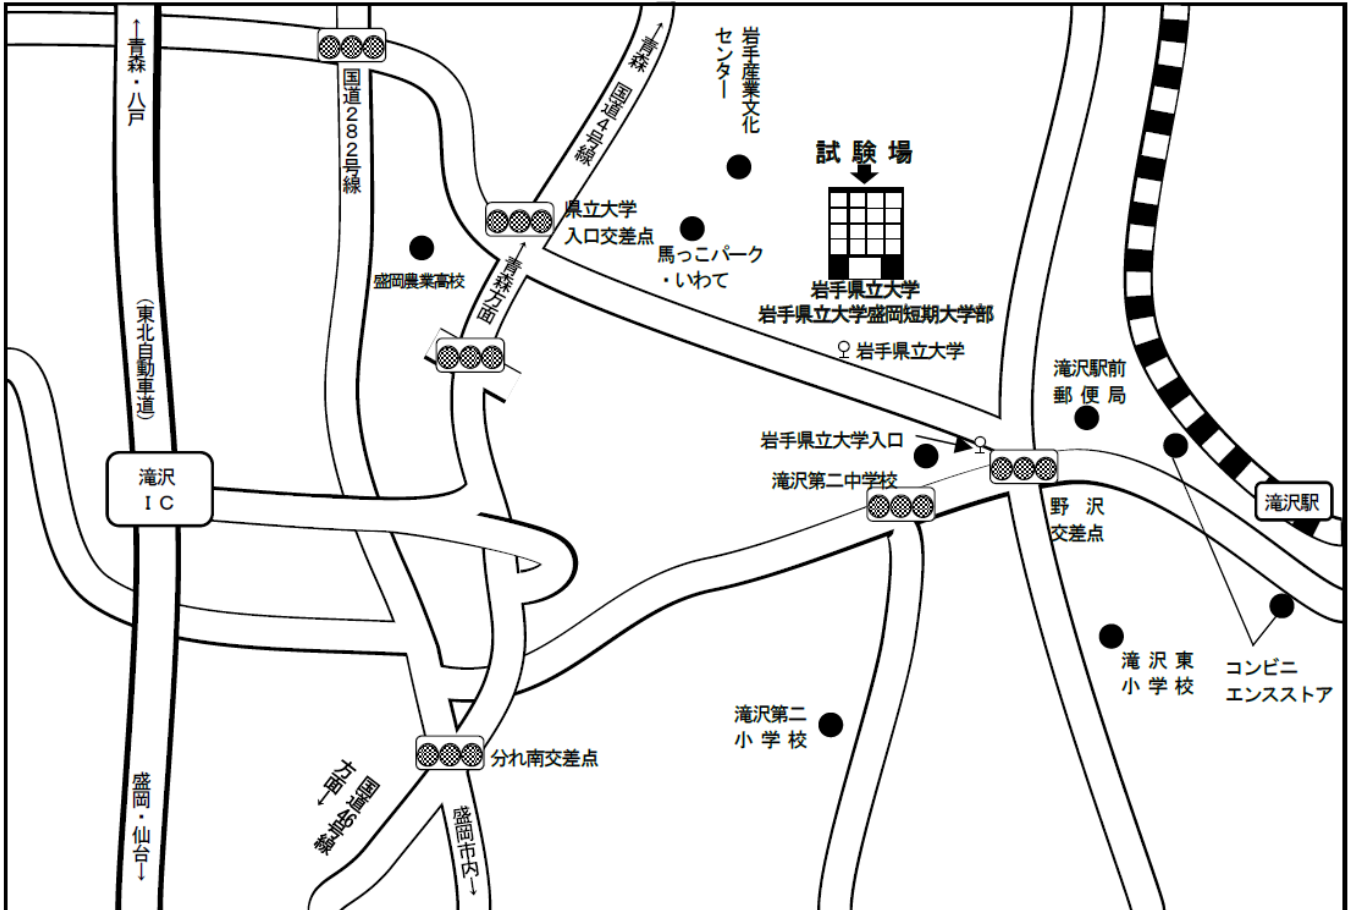 ←青森・八戸
国道282号線
←青森 国道4号線
岩手産業文化
センター
試験場
県立大学
入口交差点
馬っこパーク
・いわて
盛岡農業高校
←青森方面
岩手県立大学
岩手県立大学盛岡短期大学部
岩手県立大学
(東北自動車道)
滝沢駅前
郵便局
岩手県立大学入口
滝沢第二中学校
滝沢
IC
野沢
交差点
滝沢駅
滝沢東
小学校
コンビニ
エンスストア
滝沢第二
小学校
分れ南交差点
国道46号線
方面→
盛岡市内→
盛岡・仙台→